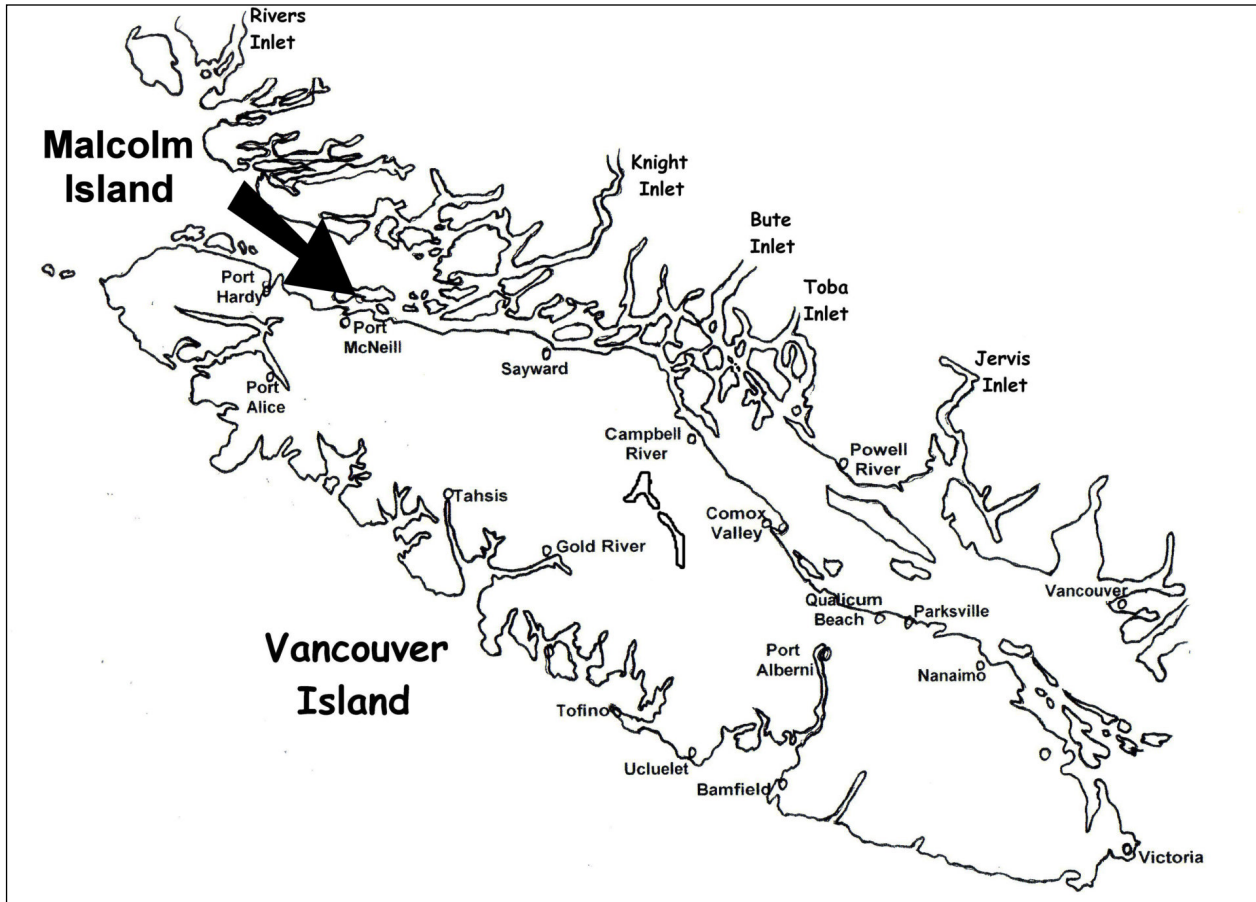 Rivers
Inlet
Malcolm
Island
Knight
Inlet
Bute
Inlet
Toba
Inlet
Port
Hardy
Port
McNeill
Sayward
Jervis
Inlet
Port
Alice
Campbell
River
Powell
River
Tahsis
Comox
Valley
Gold River
Vancouver
Qualicum
Beach
Parksville
Vancouver
Island
Port
Alberni
Nanaimo
Tofino
Ucluelet
Bamfield
Victoria